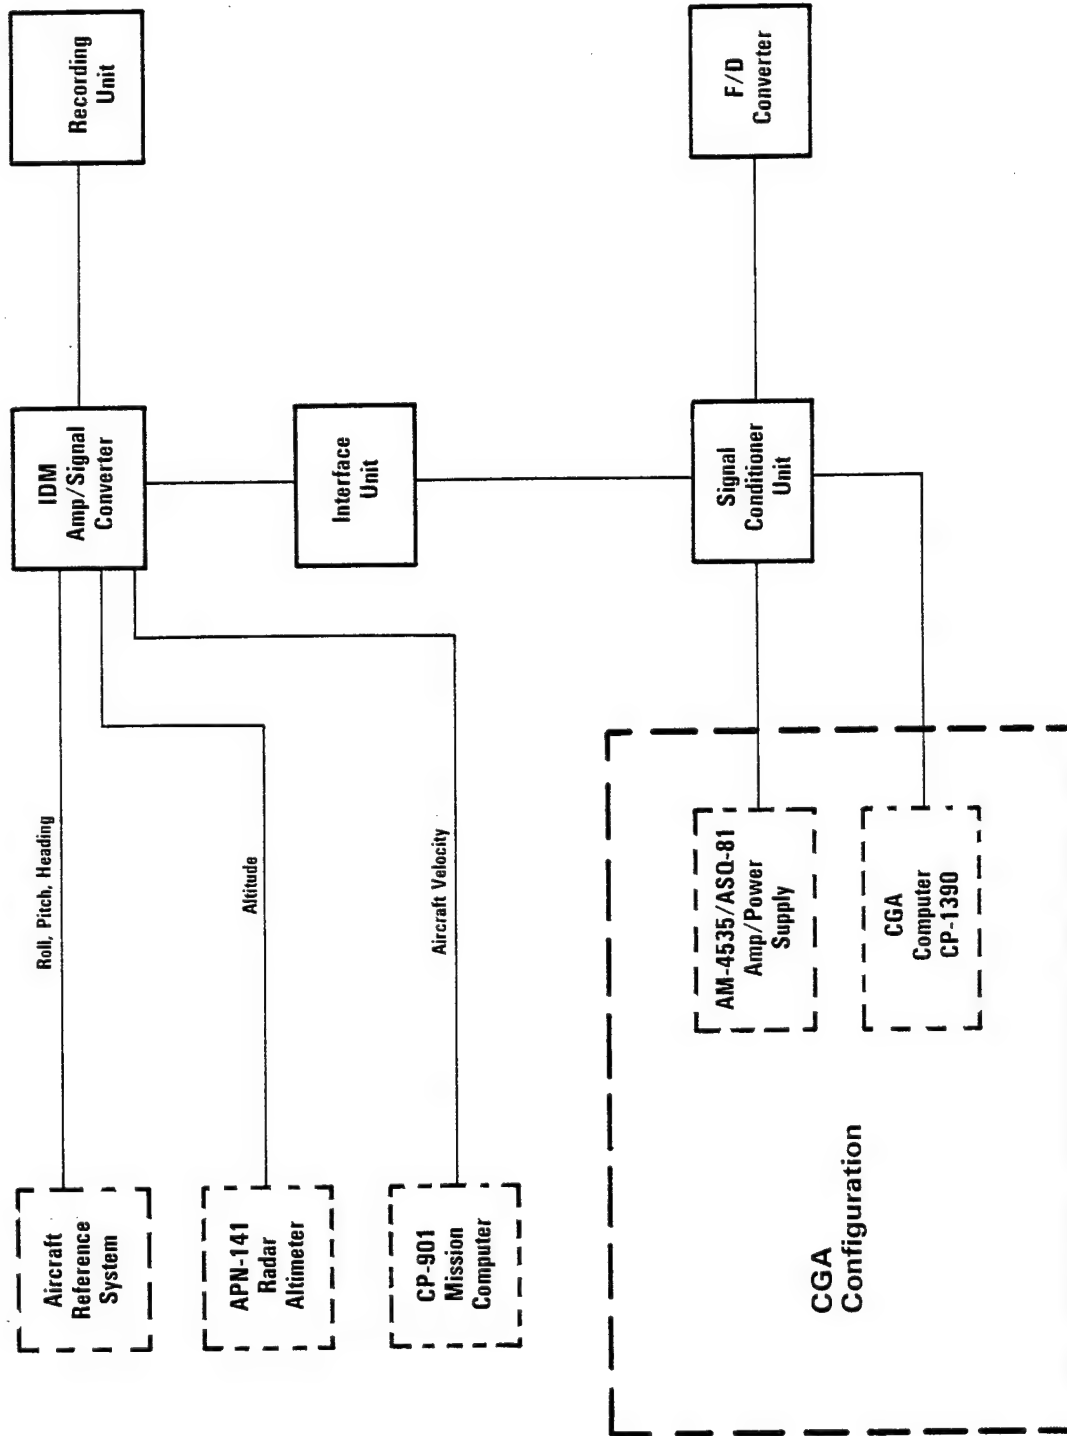 Aircraft
Reference
System
Roll, Pitch, Heading
IDM
Amp/Signal
Converter
Recording
Unit
APN-141
Radar
Altimeter
Altitude
CP-901
Mission
Computer
Aircraft Velocity
Interface
Unit
CGA
Configuration
AM-4535/ASQ-81
Amp/Power
Supply
CGA
Computer
CP-1390
Signal
Conditioner
Unit
F/D
Converter